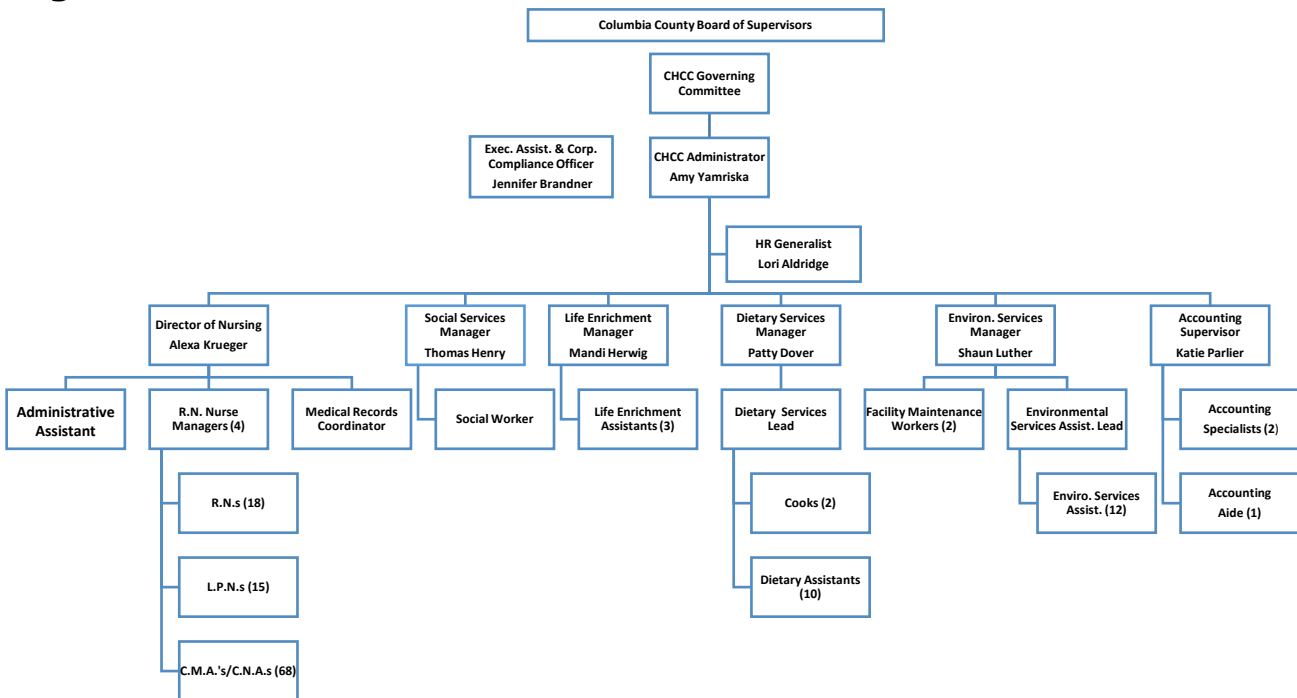 Columbia County Board of Supervisors
CHCC Governing
Committee
Exec. Assist. & Corp.
Compliance Officer
Jennifer Brandner
CHCC Administrator
Amy Yamriska
HR Generalist
Lori Aldridge
Director of Nursing
Alexa Krueger
Social Services
Manager
Thomas Henry
Life Enrichment
Manager
Mandi Herwig
Dietary Services
Manager
Patty Dover
Environ. Services
Manager
Shaun Luther
Accounting
Supervisor
Katie Parlier
Administrative
Assistant
R.N. Nurse
Managers (4)
Medical Records
Coordinator
Social Worker
Life Enrichment
Assistants (3)
Dietary Services
Lead
Facility Maintenance
Workers (2)
Environmental
Services Assist. Lead
Accounting
Specialists (2)
R.N.s (18)
Cooks (2)
Enviro. Services
Assist. (12)
Accounting
Aide (1)
L.P.N.s (15)
Dietary Assistants
(10)
C.M.A.'s/C.N.A.s (68)